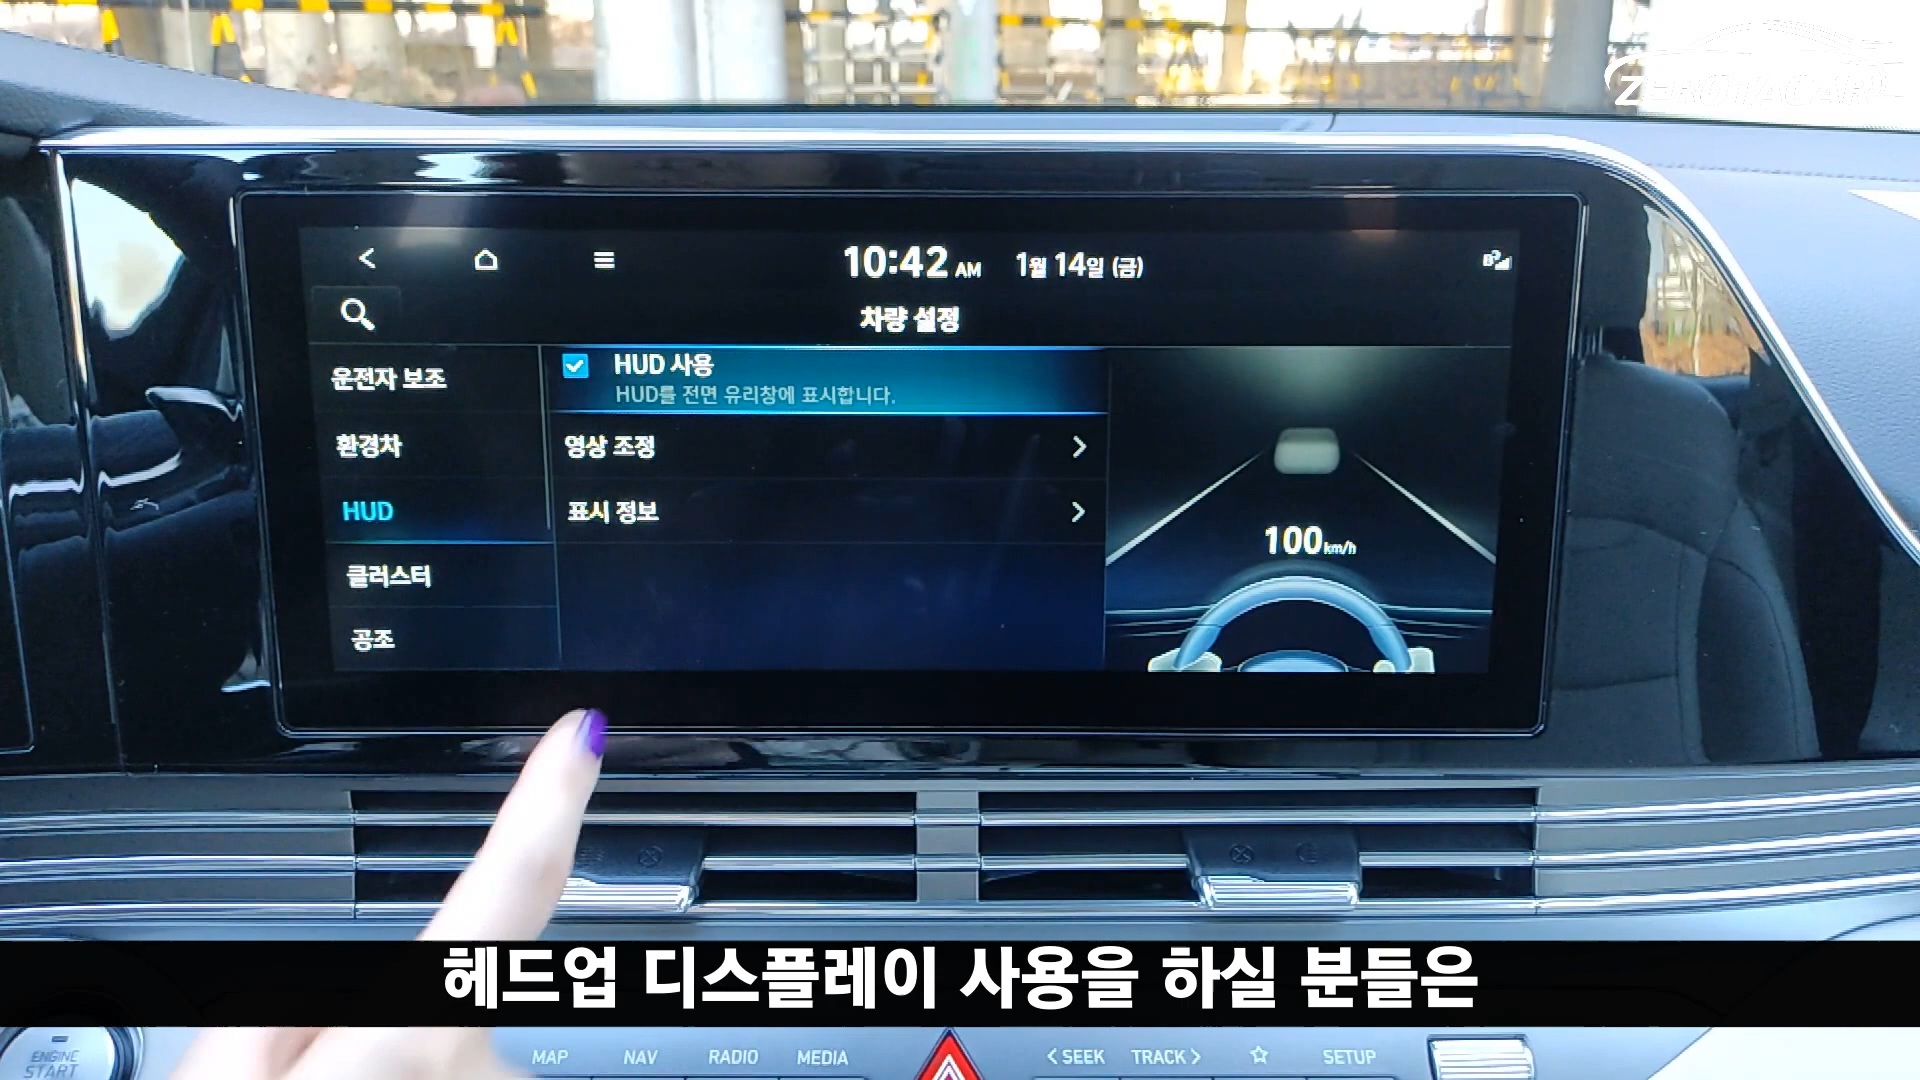 ZEROTACAR
10:42 AM 1월 14일 (금)
차량 설정
운전자 보조
환경차
HUD
클러스터
공조
HUD 사용
HUD를 전면 유리창에 표시합니다.
영상 조정
표시 정보
100 km/h
헤드업 디스플레이 사용을 하실 분들은
ENGINE
START
MAP NAV RADIO MEDIA <SEEK TRACK> ☆ SETUP